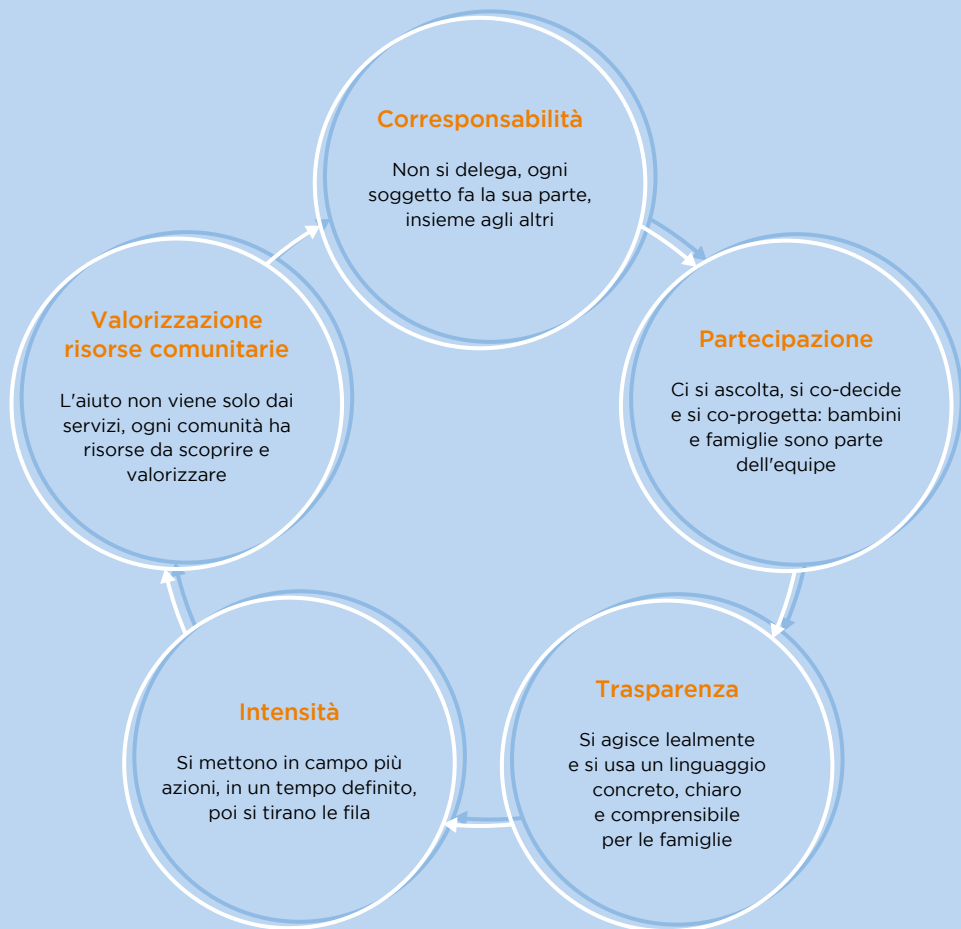 Corresponsabilità
Non si delega, ogni
soggetto fa la sua parte,
insieme agli altri
Partecipazione
Ci si ascolta, si co-decide
e si co-progetta: bambini
e famiglie sono parte
dell'equipe
Trasparenza
Si agisce lealmente
e si usa un linguaggio
concreto, chiaro
e comprensibile
per le famiglie
Intensità
Si mettono in campo più
azioni, in un tempo definito,
poi si tirano le fila
Valorizzazione
risorse comunitarie
L'aiuto non viene solo dai
servizi, ogni comunità ha
risorse da scoprire e
valorizzare